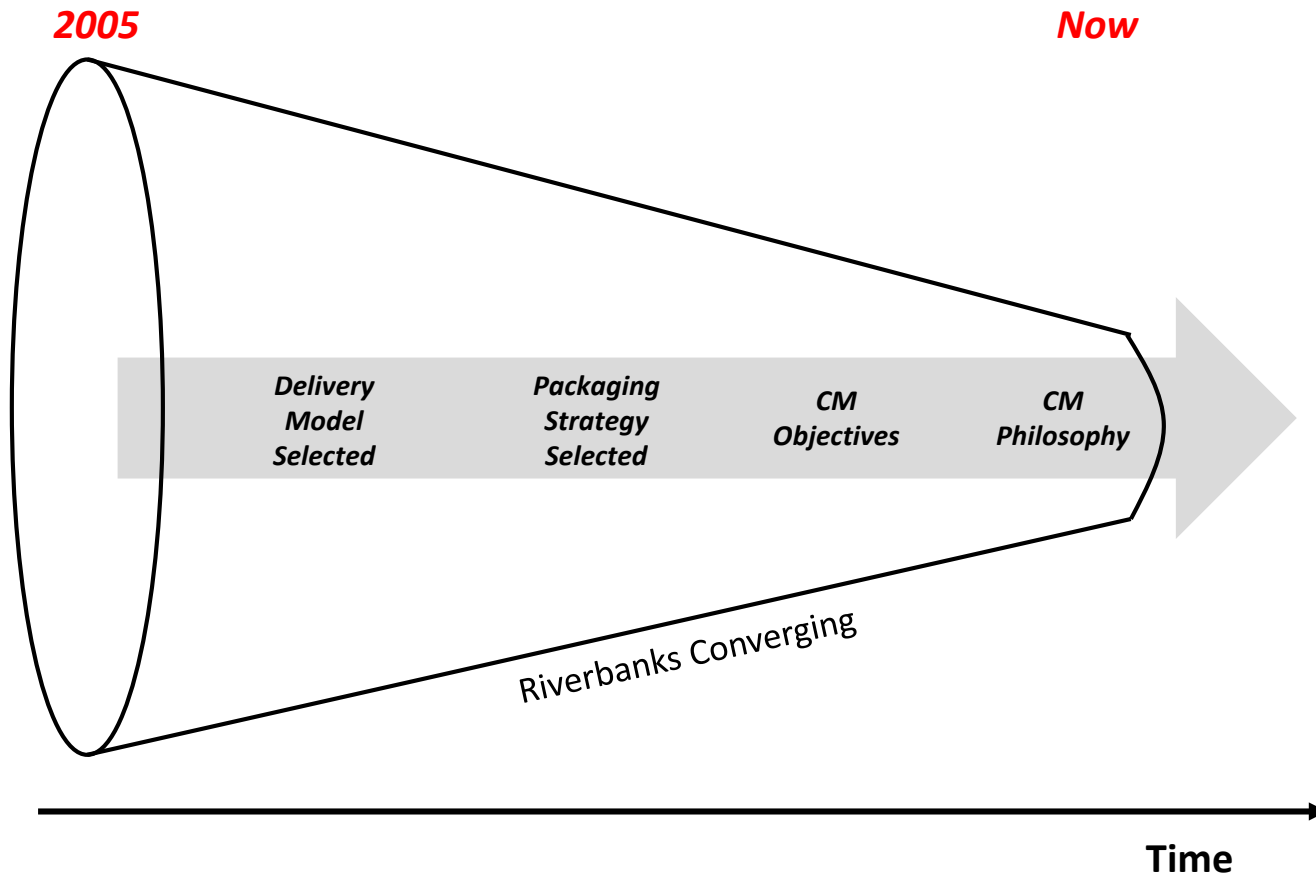 2005
Now
Delivery
Model
Selected
Packaging
Strategy
Selected
CM
Objectives
CM
Philosophy
Riverbanks Converging
Time